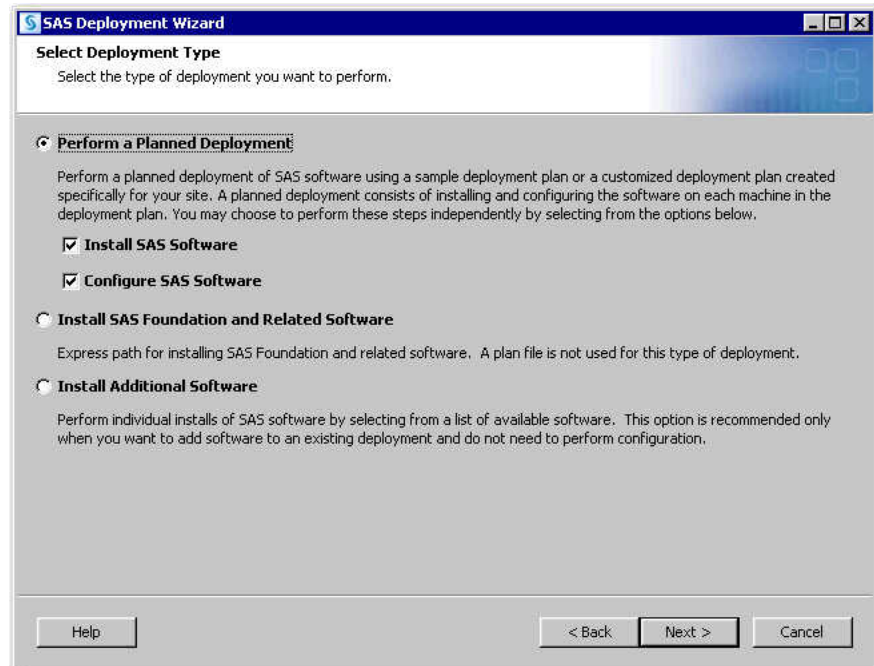 SAS Deployment Wizard
Select Deployment Type
Select the type of deployment you want to perform.
Perform a Planned Deployment
Perform a planned deployment of SAS software using a sample deployment plan or a customized deployment plan created
specifically for your site. A planned deployment consists of installing and configuring the software on each machine in the
deployment plan. You may choose to perform these steps independently by selecting from the options below.
Install SAS Software
Configure SAS Software
Install SAS Foundation and Related Software
Express path for installing SAS Foundation and related software. A plan file is not used for this type of deployment.
Install Additional Software
Perform individual installs of SAS software by selecting from a list of available software. This option is recommended only
when you want to add software to an existing deployment and do not need to perform configuration.
Help
< Back
Next >
Cancel